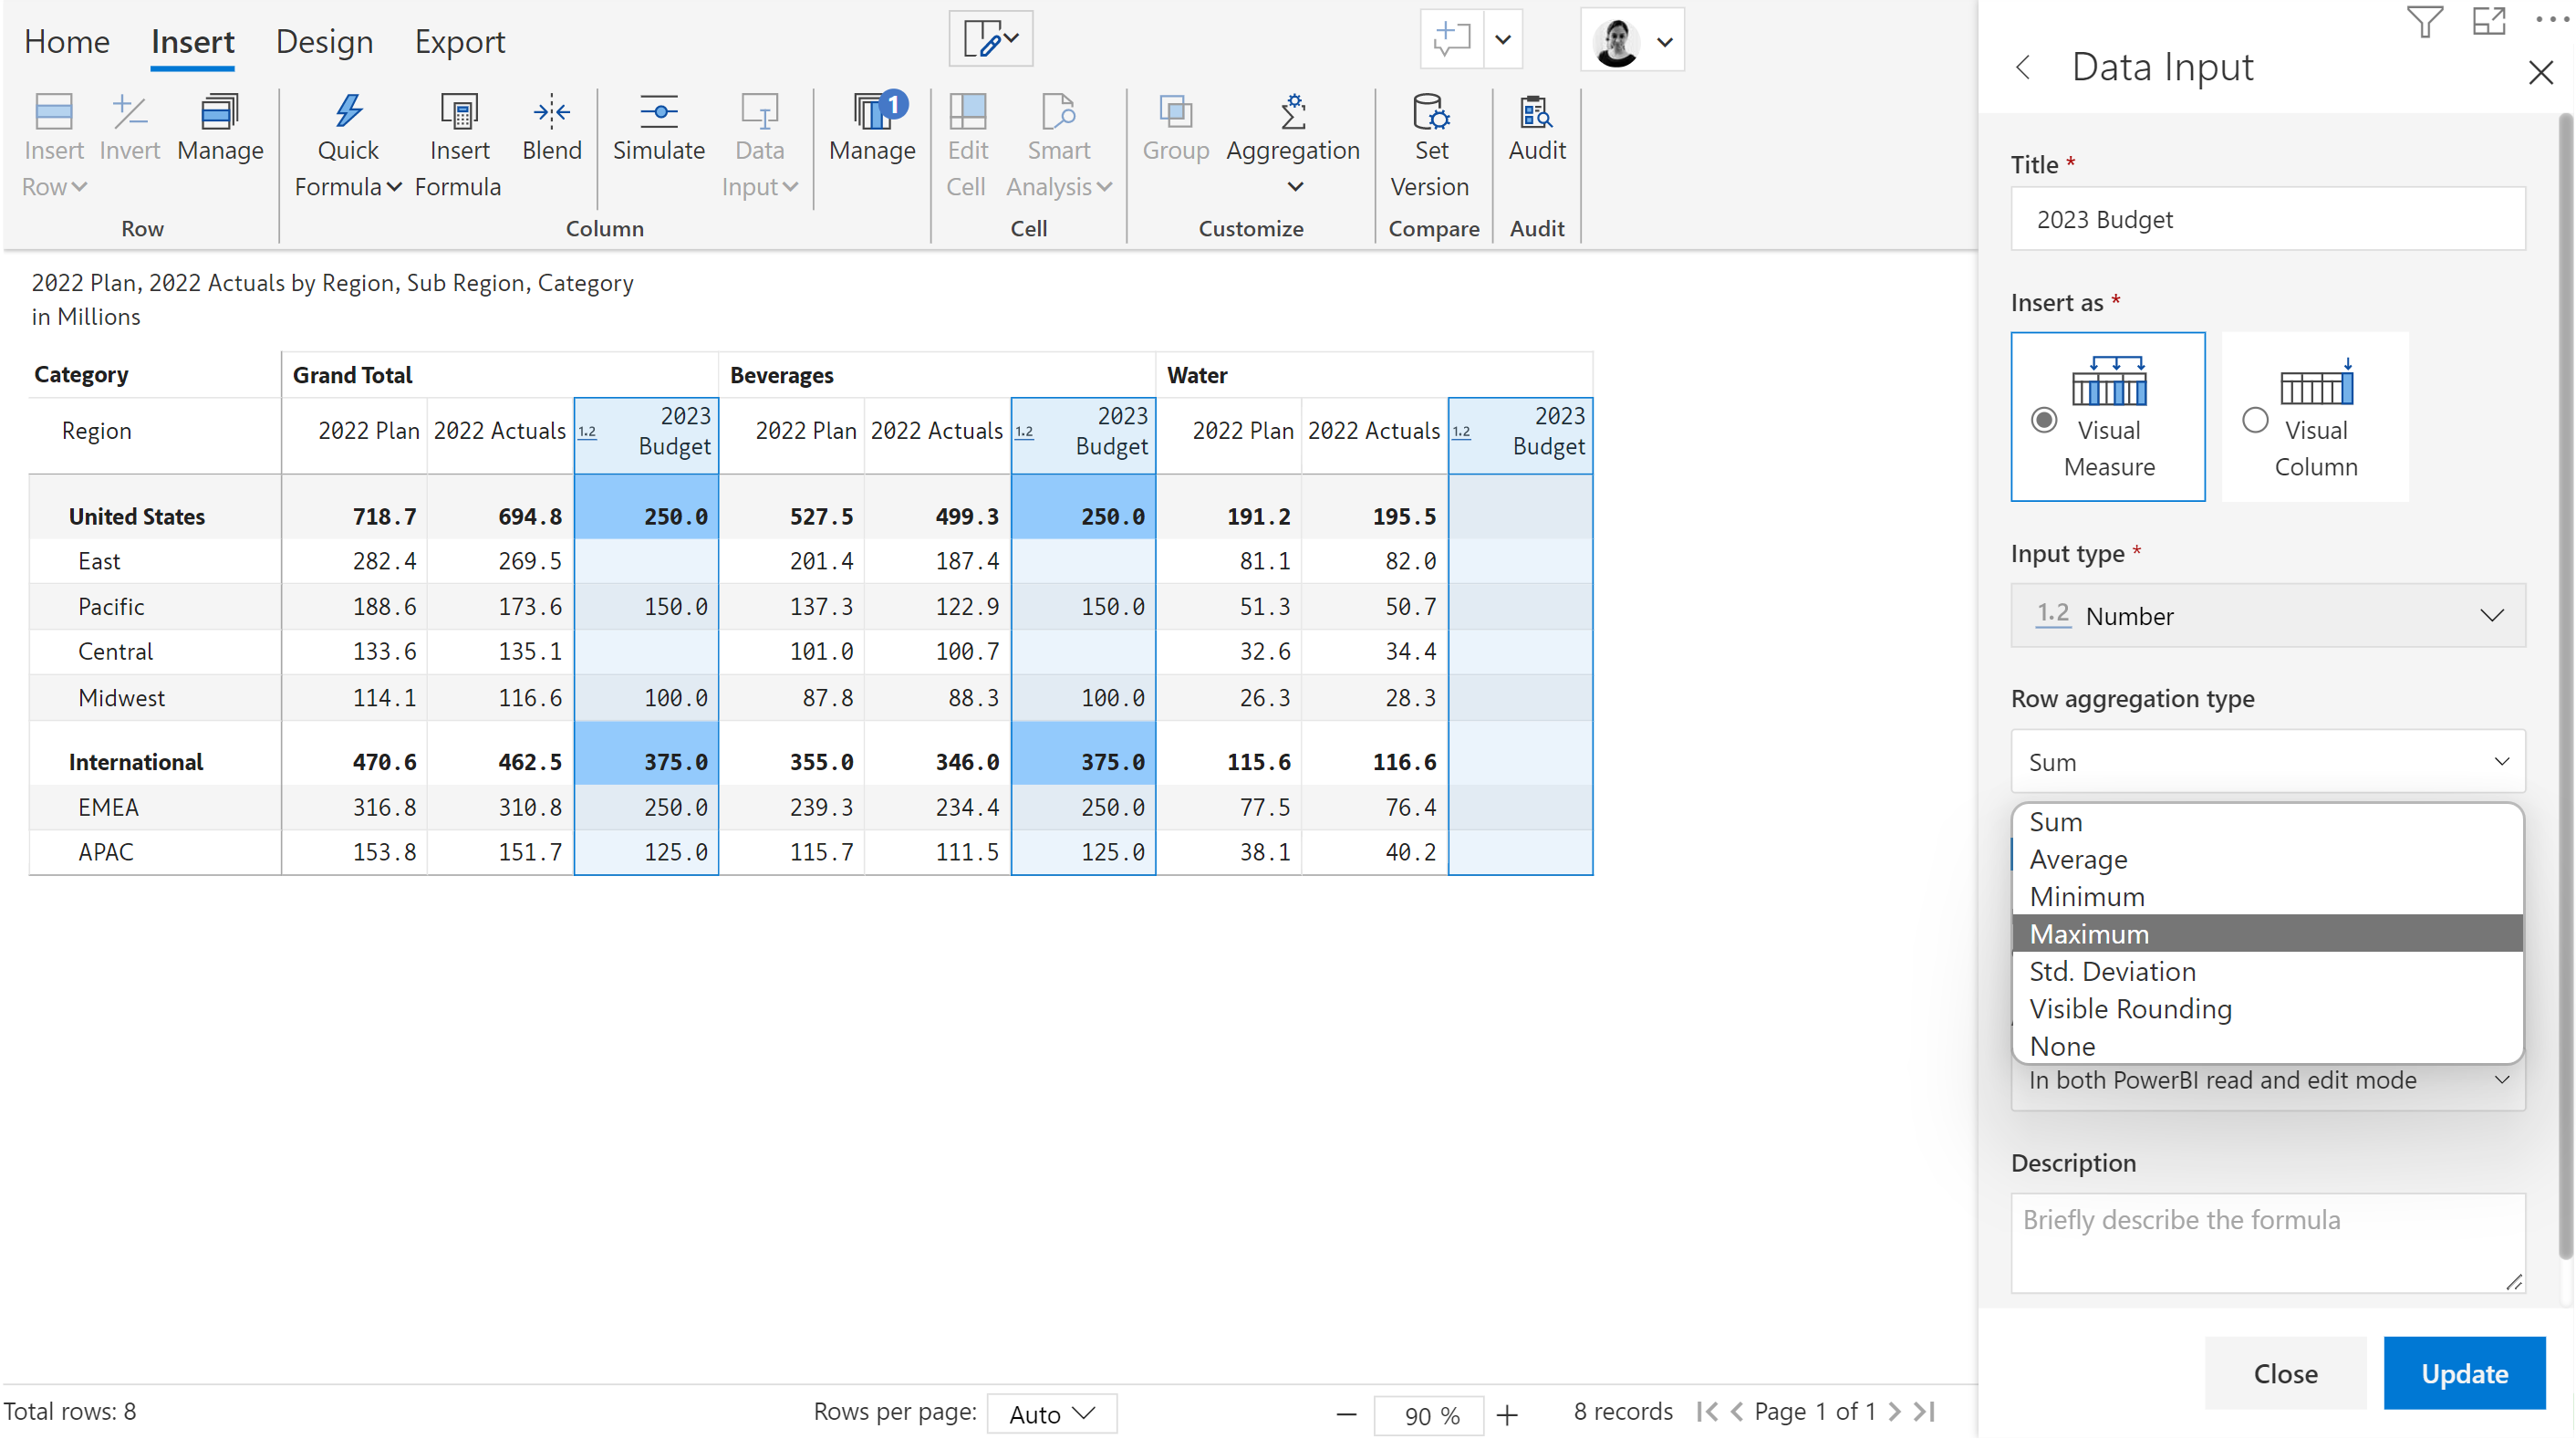 Home Insert Design Export
Insert Row Invert Manage Quick Formula Insert Formula Blend Simulate Data Input Manage 1 Edit Cell Smart Analysis Group Aggregation Set Version Audit
Row Column Cell Customize Compare Audit
2022 Plan, 2022 Actuals by Region, Sub Region, Category
in Millions
Category Grand Total Beverages Water
Region 2022 Plan 2022 Actuals 1.2 2023 Budget 2022 Plan 2022 Actuals 1.2 2023 Budget 2022 Plan 2022 Actuals 1.2 2023 Budget
United States 718.7 694.8 250.0 527.5 499.3 250.0 191.2 195.5
East 282.4 269.5 201.4 187.4 81.1 82.0
Pacific 188.6 173.6 150.0 137.3 122.9 150.0 51.3 50.7
Central 133.6 135.1 101.0 100.7 32.6 34.4
Midwest 114.1 116.6 100.0 87.8 88.3 100.0 26.3 28.3
International 470.6 462.5 375.0 355.0 346.0 375.0 115.6 116.6
EMEA 316.8 310.8 250.0 239.3 234.4 250.0 77.5 76.4
APAC 153.8 151.7 125.0 115.7 111.5 125.0 38.1 40.2
Total rows: 8 Rows per page: Auto 90 % 8 records Page 1 of 1
Data Input
Title *
2023 Budget
Insert as *
Visual Measure
Visual Column
Input type *
1.2 Number
Row aggregation type
Sum
Sum
Average
Minimum
Maximum
Std. Deviation
Visible Rounding
None
In both PowerBI read and edit mode
Description
Briefly describe the formula
Close Update